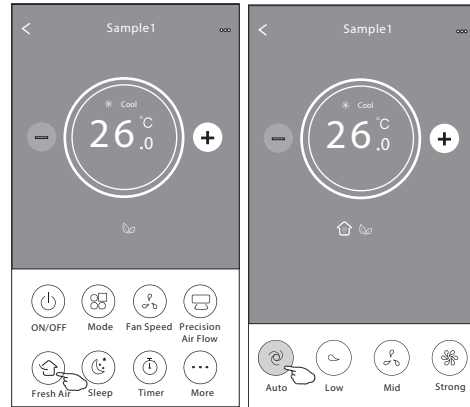 Sample1
Cool
26.0 °C
ON/OFF Mode Fan Speed Precision Air Flow
Fresh Air Sleep Timer More
Sample1
Cool
26.0 °C
Auto Low Mid Strong